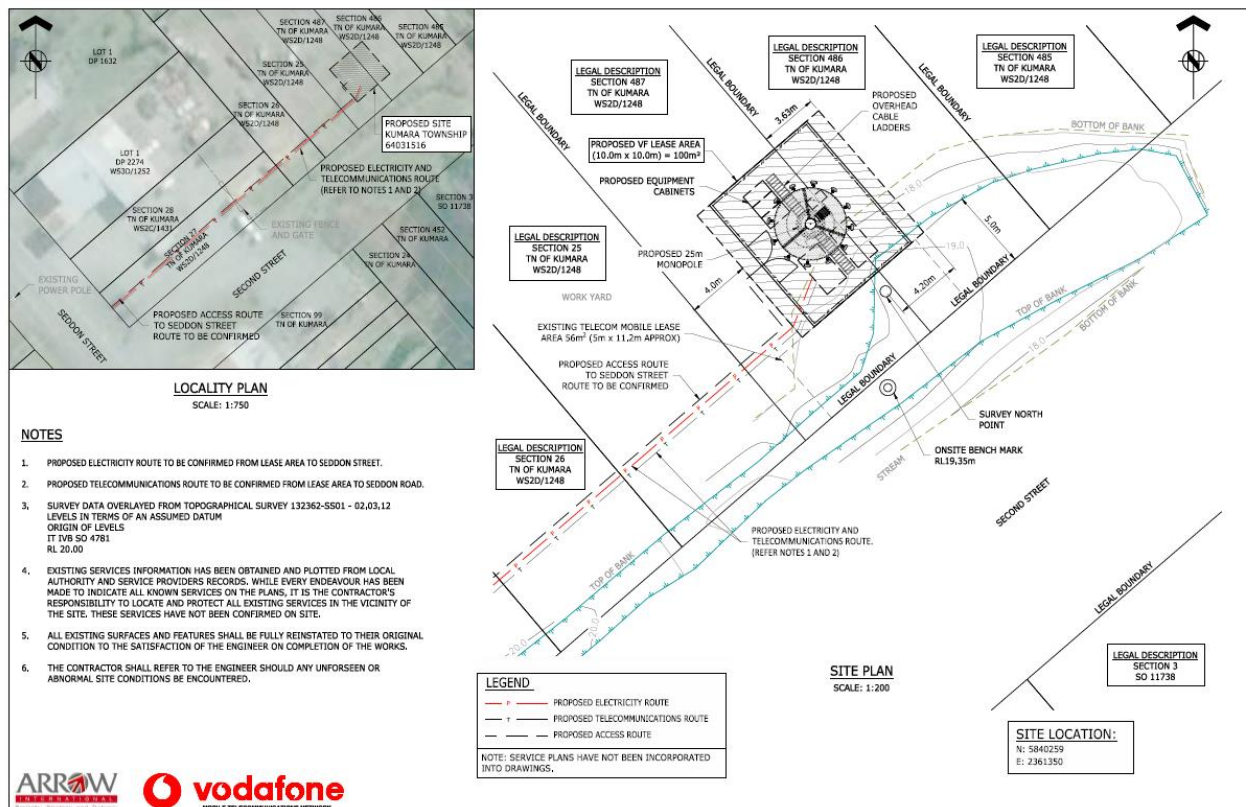 SECTION 487
TN OF KUMARA
WS2D/1248
SECTION 486
TN OF KUMARA
WS2D/1248
SECTION 485
TN OF KUMARA
WS2D/1248
LOT 1
DP 1632
SECTION 25
TN OF KUMARA
WS2D/1248
SECTION 26
TN OF KUMARA
WS2D/1248
PROPOSED SITE
KUMARA TOWNSHIP
64031516
LOT 1
DP 2274
WS3D/1252
PROPOSED ELECTRICITY AND
TELECOMMUNICATIONS ROUTE
(REFER TO NOTES 1 AND 2)
SECTION 28
TN OF KUMARA
WS2C/1431
SECTION 27
TN OF KUMARA
WS2D/1248
EXISTING FENCE
AND GATE
SECTION 3
SO 11738
SECTION 452
TN OF KUMARA
SECTION 24
TN OF KUMARA
SECOND STREET
EXISTING
POWER POLE
SEDDON STREET
PROPOSED ACCESS ROUTE
TO SEDDON STREET
ROUTE TO BE CONFIRMED
SECTION 99
TN OF KUMARA
LOCALITY PLAN
SCALE: 1:750
NOTES
1. PROPOSED ELECTRICITY ROUTE TO BE CONFIRMED FROM LEASE AREA TO SEDDON STREET.
2. PROPOSED TELECOMMUNICATIONS ROUTE TO BE CONFIRMED FROM LEASE AREA TO SEDDON ROAD.
3. SURVEY DATA OVERLAYED FROM TOPOGRAPHICAL SURVEY 132362-SS01 - 02,03,12
LEVELS IN TERMS OF AN ASSUMED DATUM
ORIGIN OF LEVELS
IT IVB SO 4781
RL 20.00
4. EXISTING SERVICES INFORMATION HAS BEEN OBTAINED AND PLOTTED FROM LOCAL
AUTHORITY AND SERVICE PROVIDERS RECORDS. WHILE EVERY ENDEAVOUR HAS BEEN
MADE TO INDICATE ALL KNOWN SERVICES ON THE PLANS, IT IS THE CONTRACTOR'S
RESPONSIBILITY TO LOCATE AND PROTECT ALL EXISTING SERVICES IN THE VICINITY OF
THE SITE. THESE SERVICES HAVE NOT BEEN CONFIRMED ON SITE.
5. ALL EXISTING SURFACES AND FEATURES SHALL BE FULLY REINSTATED TO THEIR ORIGINAL
CONDITION TO THE SATISFACTION OF THE ENGINEER ON COMPLETION OF THE WORKS.
6. THE CONTRACTOR SHALL REFER TO THE ENGINEER SHOULD ANY UNFORSEEN OR
ABNORMAL SITE CONDITIONS BE ENCOUNTERED.
ARROW
INTERNATIONAL
vodafone
MOBILE TELECOMMUNICATIONS NETWORK
LEGAL DESCRIPTION
SECTION 487
TN OF KUMARA
WS2D/1248
LEGAL DESCRIPTION
SECTION 486
TN OF KUMARA
WS2D/1248
LEGAL DESCRIPTION
SECTION 485
TN OF KUMARA
WS2D/1248
LEGAL BOUNDARY
LEGAL BOUNDARY
LEGAL BOUNDARY
LEGAL BOUNDARY
3.63m
PROPOSED
OVERHEAD
CABLE
LADDERS
BOTTOM OF BANK
PROPOSED VF LEASE AREA
(10.0m x 10.0m) = 100m²
PROPOSED EQUIPMENT
CABINETS
18.0
LEGAL DESCRIPTION
SECTION 25
TN OF KUMARA
WS2D/1248
PROPOSED 25m
MONOPOLE
19.0
5.0m
4.0m
4.20m
LEGAL BOUNDARY
WORK YARD
TOP OF BANK
BOTTOM OF BANK
18.0
EXISTING TELECOM MOBILE LEASE
AREA 56m² (5m x 11.2m APPROX)
PROPOSED ACCESS ROUTE
TO SEDDON STREET
ROUTE TO BE CONFIRMED
LEGAL BOUNDARY
SURVEY NORTH
POINT
ONSITE BENCH MARK
RL19.35m
LEGAL DESCRIPTION
SECTION 26
TN OF KUMARA
WS2D/1248
STREAM
SECOND STREET
PROPOSED ELECTRICITY AND
TELECOMMUNICATIONS ROUTE.
(REFER NOTES 1 AND 2)
TOP OF BANK
20.0
20.0
LEGAL BOUNDARY
SITE PLAN
SCALE: 1:200
LEGAL DESCRIPTION
SECTION 3
SO 11738
LEGEND
P PROPOSED ELECTRICITY ROUTE
T PROPOSED TELECOMMUNICATIONS ROUTE
PROPOSED ACCESS ROUTE
NOTE: SERVICE PLANS HAVE NOT BEEN INCORPORATED
INTO DRAWINGS.
SITE LOCATION:
N: 5840259
E: 2361350